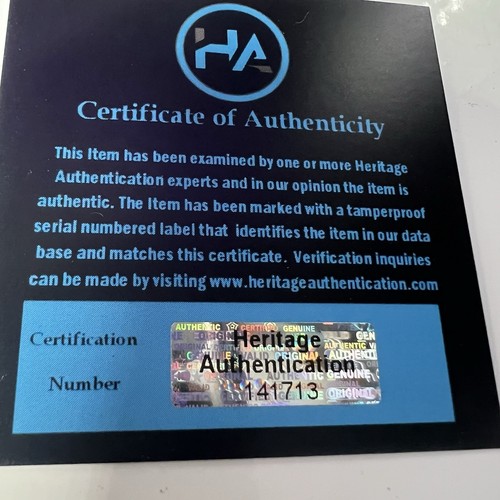 HA
Certificate of Authenticity
This Item has been examined by one or more Heritage
Authentication experts and in our opinion the item is
authentic. The Item has been marked with a tamperproof
serial numbered label that identifies the item in our data
base and matches this certificate. Verification inquiries
can be made by visiting www.heritageauthentication.com
Certification
Number
Heritage
Authentication
141713